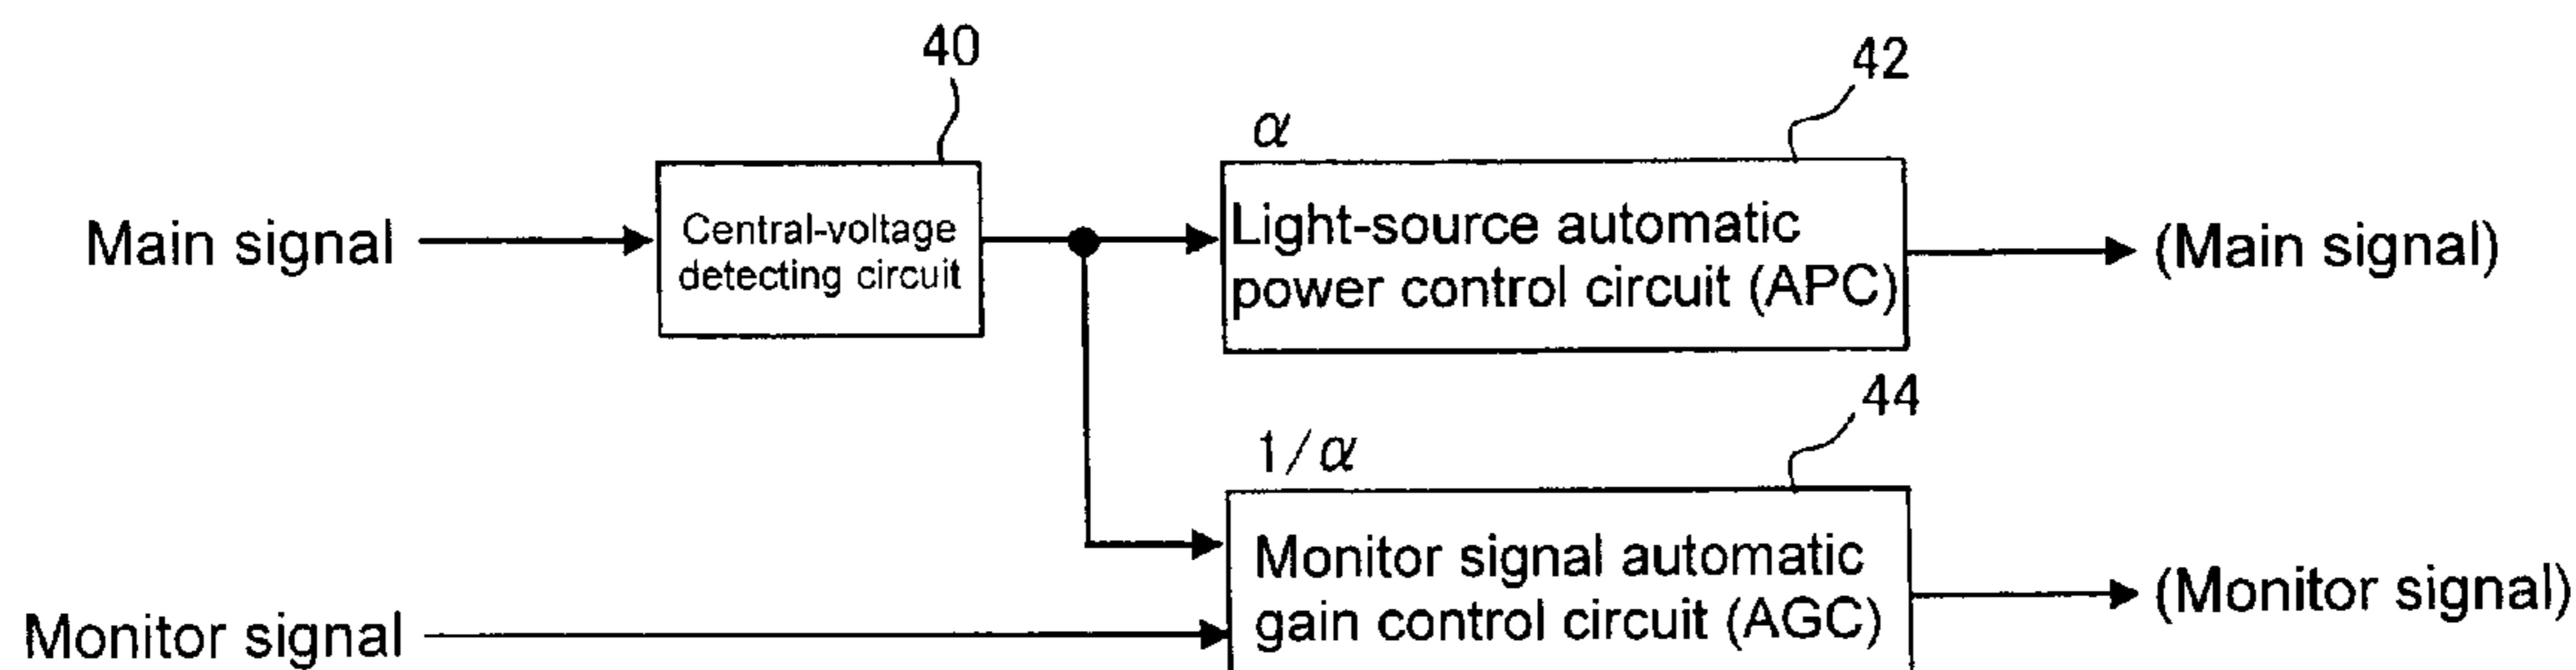 40
42
α
Main signal
Central-voltage
detecting circuit
Light-source automatic
power control circuit (APC)
(Main signal)
44
1/α
Monitor signal automatic
gain control circuit (AGC)
(Monitor signal)
Monitor signal